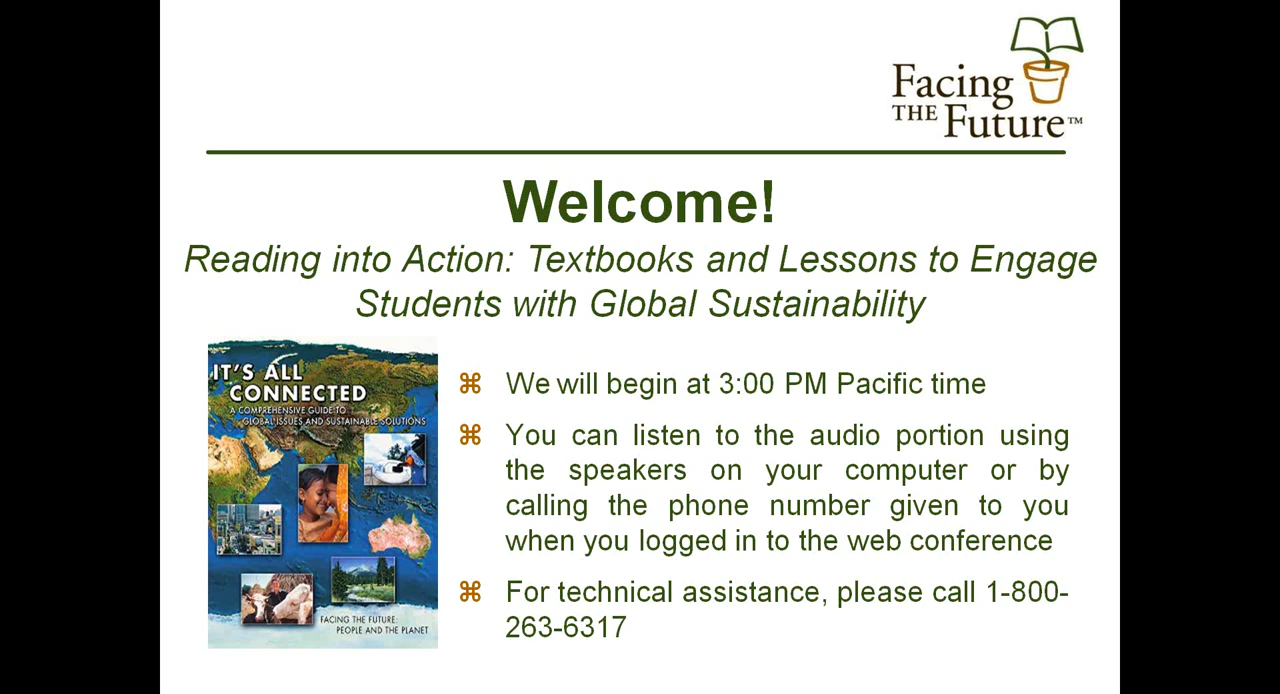 Facing
THE Future™
Welcome!
Reading into Action: Textbooks and Lessons to Engage
Students with Global Sustainability
IT'S ALL
CONNECTED
A COMPREHENSIVE GUIDE TO
GLOBAL ISSUES AND SUSTAINABLE SOLUTIONS
FACING THE FUTURE:
PEOPLE AND THE PLANET
⌘ We will begin at 3:00 PM Pacific time
⌘ You can listen to the audio portion using
the speakers on your computer or by
calling the phone number given to you
when you logged in to the web conference
⌘ For technical assistance, please call 1-800-
263-6317